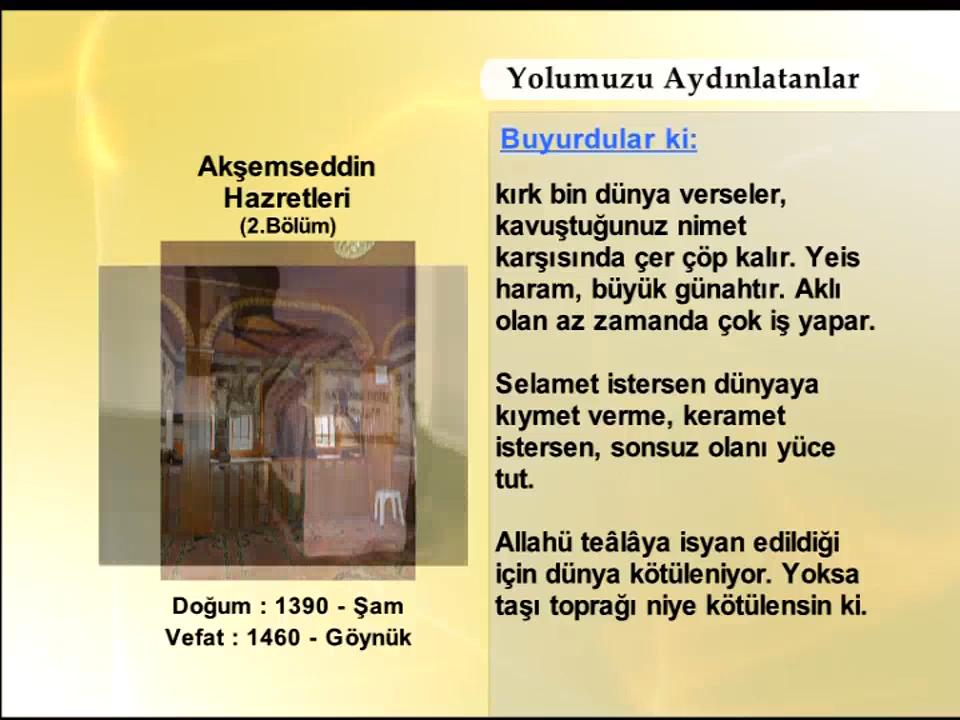 Yolumuzu Aydınlatanlar
Akşemseddin
Hazretleri
(2.Bölüm)
Doğum : 1390 - Şam
Vefat : 1460 - Göynük
Buyurdular ki:
kırk bin dünya verseler,
kavuştuğunuz nimet
karşısında çer çöp kalır. Yeis
haram, büyük günahtır. Aklı
olan az zamanda çok iş yapar.
Selamet istersen dünyaya
kıymet verme, keramet
istersen, sonsuz olanı yüce
tut.
Allahü teâlâya isyan edildiği
için dünya kötüleniyor. Yoksa
taşı toprağı niye kötülensin ki.